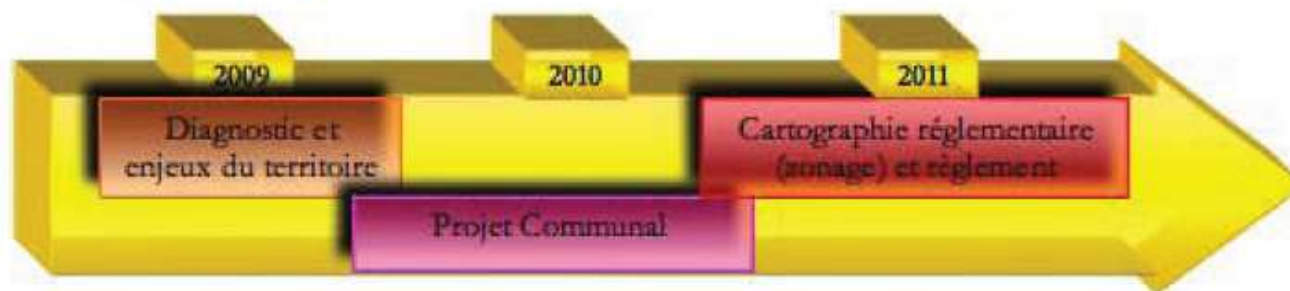 2009
2010
2011
Diagnostic et
enjeux du territoire
Cartographie réglementaire
(zonage) et règlement
Projet Communal